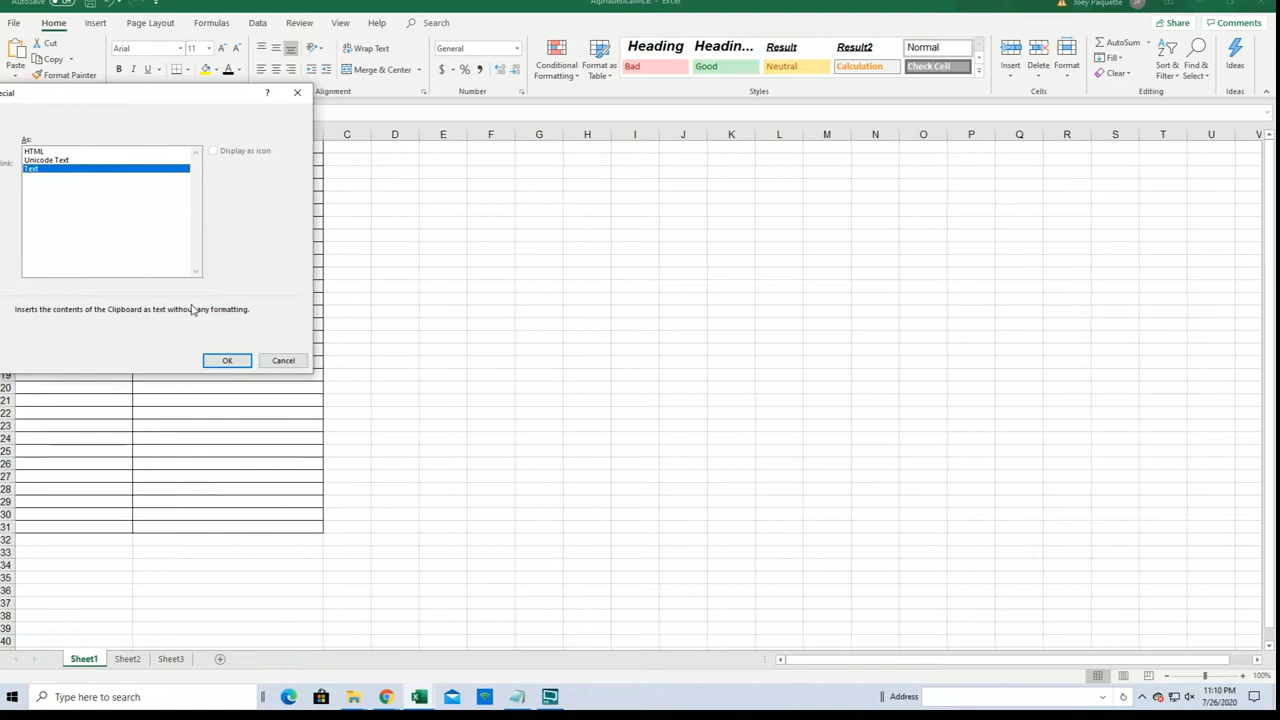 AutoSave
AlphabeticalMLB - Excel
Joey Paquette JP
File Home Insert Page Layout Formulas Data Review View Help Search
Share Comments
Paste
Cut
Copy
Format Painter
Arial 11
B I U
Wrap Text
Merge & Center
Alignment
General
$ % ,
Number
Conditional Formatting
Format as Table
Heading Headin... Result Result2 Normal
Bad Good Neutral Calculation Check Cell
Styles
Insert Delete Format
Cells
AutoSum
Fill
Clear
Sort & Filter
Find & Select
Editing
Ideas
Ideas
ecial ? ×
As:
HTML
Unicode Text
Text
link:
Display as icon
Inserts the contents of the Clipboard as text without any formatting.
OK Cancel
C D E F G H I J K L M N O P Q R S T U V
19
20
21
22
23
24
25
26
27
28
29
30
31
32
33
34
35
36
37
38
39
40
Sheet1 Sheet2 Sheet3
100%
Type here to search
Address
11:10 PM
7/26/2020